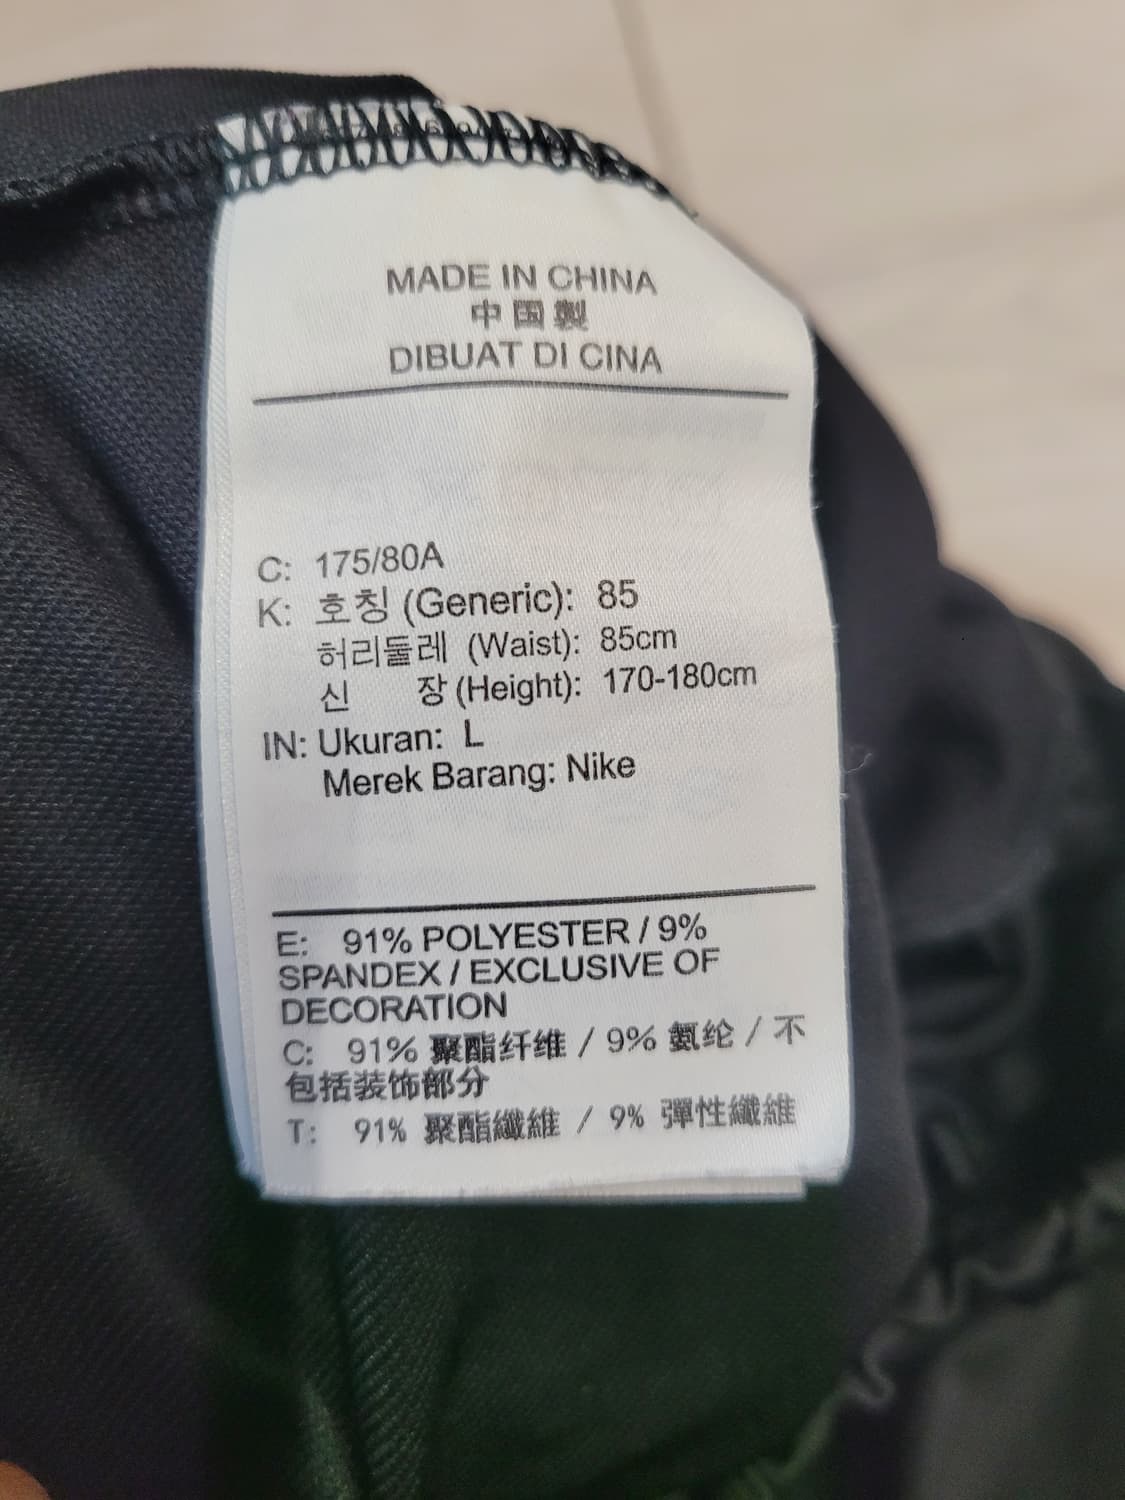 MADE IN CHINA
中国製
DIBUAT DI CINA
C: 175/80A
K: 호칭 (Generic): 85
허리둘레 (Waist): 85cm
신 장 (Height): 170-180cm
IN: Ukuran: L
Merek Barang: Nike
E: 91% POLYESTER / 9%
SPANDEX / EXCLUSIVE OF
DECORATION
C: 91% 聚酯纤维 / 9% 氨纶 / 不
包括装饰部分
T: 91% 聚酯纖維 / 9% 彈性纖維